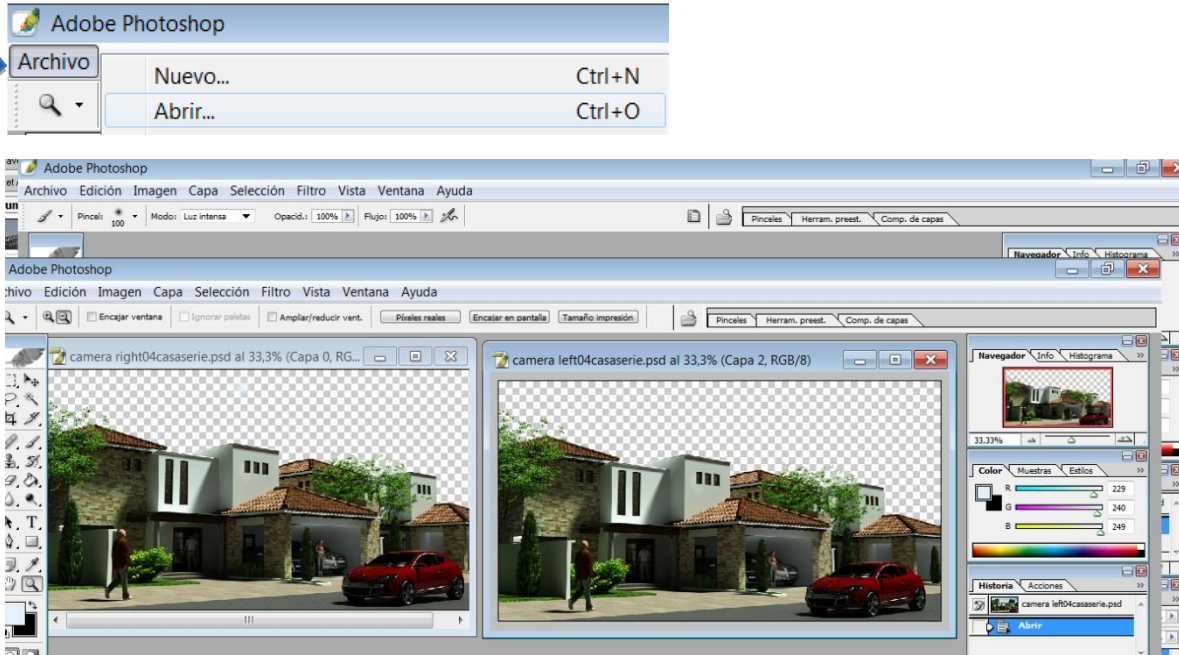 Adobe Photoshop
Archivo
Nuevo... Ctrl+N
Abrir... Ctrl+O
Adobe Photoshop
Archivo Edición Imagen Capa Selección Filtro Vista Ventana Ayuda
Pincel: 100 Modo: Luz intensa Opacid.: 100% Flujo: 100% Pinceles Herram. preest. Comp. de capas
Navegador Info Histograma
Adobe Photoshop
chivo Edición Imagen Capa Selección Filtro Vista Ventana Ayuda
Encajar ventana Ignorar paletas Ampliar/reducir vent. Píxeles reales Encajar en pantalla Tamaño impresión Pinceles Herram. preest. Comp. de capas
camera right04casaserie.psd al 33,3% (Capa 0, RG...
camera left04casaserie.psd al 33,3% (Capa 2, RGB/8)
Navegador Info Histograma
33,33%
Color Muestras Estilos
R 229
G 240
B 249
Historia Acciones
camera left04casaserie.psd
Abrir